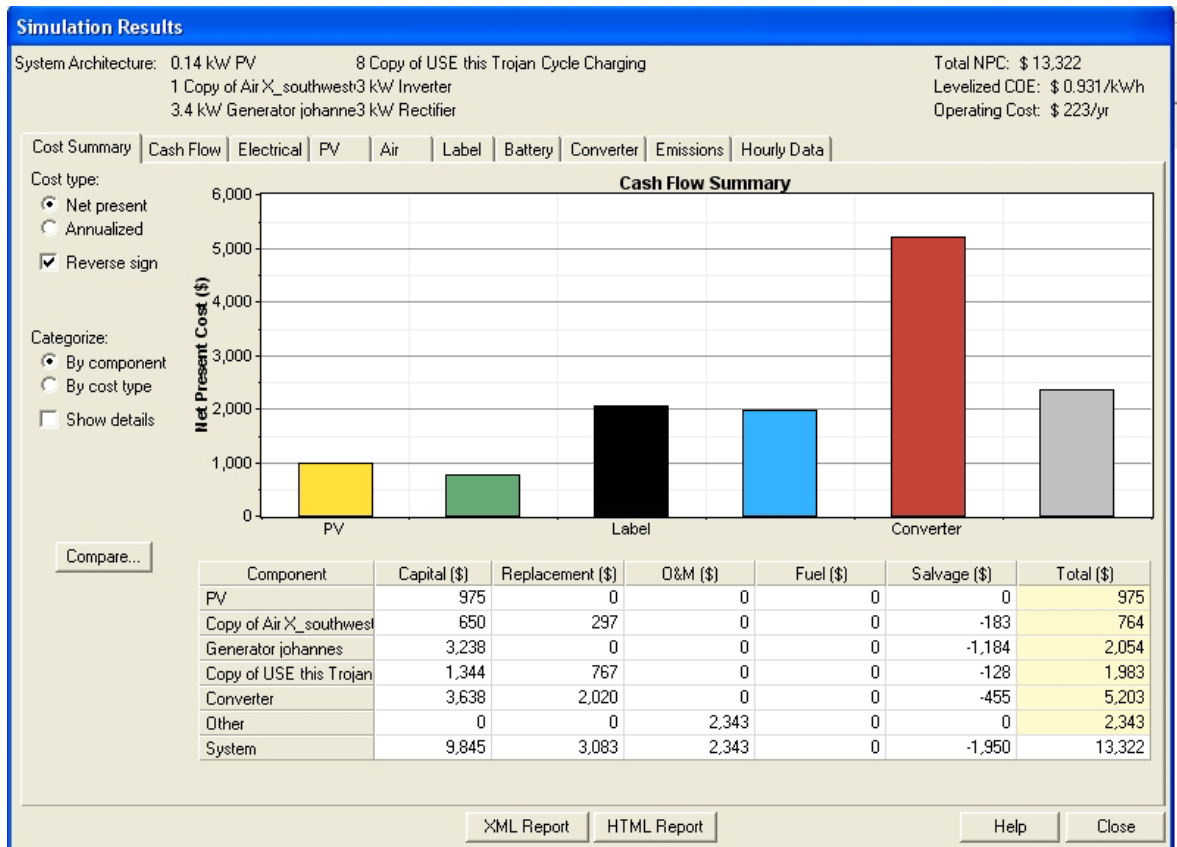 Simulation Results
System Architecture: 0.14 kW PV 8 Copy of USE this Trojan Cycle Charging Total NPC: $ 13,322
1 Copy of Air X_southwest 3 kW Inverter Levelized COE: $ 0.931/kWh
3.4 kW Generator johanne 3 kW Rectifier Operating Cost: $ 223/yr
Cost Summary Cash Flow Electrical PV Air Label Battery Converter Emissions Hourly Data
Cost type:
Net present
Annualized
Reverse sign
Categorize:
By component
By cost type
Show details
Compare...
Cash Flow Summary
Net Present Cost ($)
6,000
5,000
4,000
3,000
2,000
1,000
0
PV Label Converter
Component Capital ($) Replacement ($) O&M ($) Fuel ($) Salvage ($) Total ($)
PV 975 0 0 0 0 975
Copy of Air X_southwest 650 297 0 0 -183 764
Generator johannes 3,238 0 0 0 -1,184 2,054
Copy of USE this Trojan 1,344 767 0 0 -128 1,983
Converter 3,638 2,020 0 0 -455 5,203
Other 0 0 2,343 0 0 2,343
System 9,845 3,083 2,343 0 -1,950 13,322
XML Report HTML Report Help Close